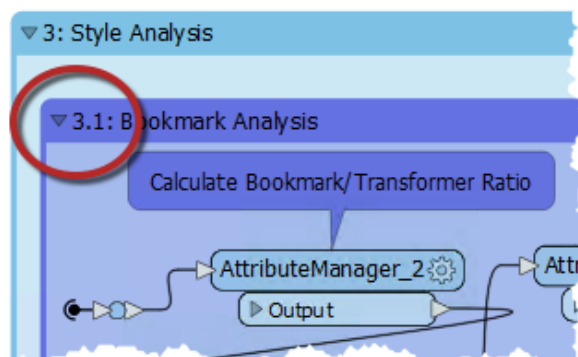 3: Style Analysis
3.1: Bookmark Analysis
Calculate Bookmark/Transformer Ratio
AttributeManager_2
Output